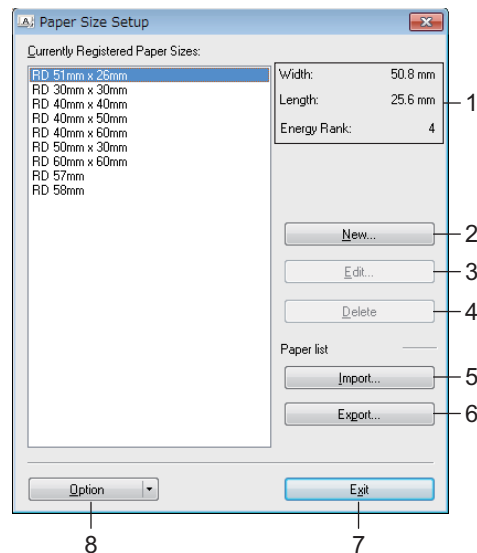 Paper Size Setup
Currently Registered Paper Sizes:
RD 51mm x 26mm
RD 30mm x 30mm
RD 40mm x 40mm
RD 40mm x 50mm
RD 40mm x 60mm
RD 50mm x 30mm
RD 60mm x 60mm
RD 57mm
RD 58mm
Width: 50.8 mm
Length: 25.6 mm
Energy Rank: 4
1
New... 2
Edit... 3
Delete 4
Paper list
Import... 5
Export... 6
Option Exit
8 7